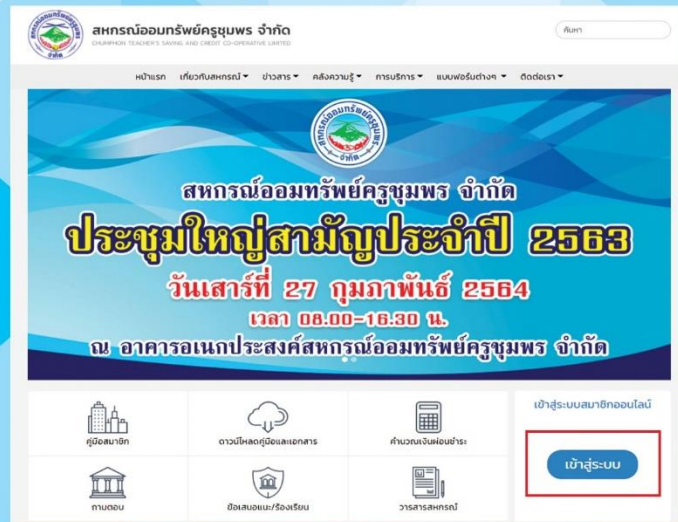 สหกรณ์ออมทรัพย์ครูชุมพร จำกัด
CHUMPHON TEACHER'S SAVING AND CREDIT CO-OPERATIVE LIMITED
ค้นหา
หน้าแรก เกี่ยวกับสหกรณ์ ข่าวสาร คลังความรู้ การบริการ แบบฟอร์มต่างๆ ติดต่อเรา
สหกรณ์ออมทรัพย์ครูชุมพร จำกัด
ประชุมใหญ่สามัญประจำปี 2563
วันเสาร์ที่ 27 กุมภาพันธ์ 2564
เวลา 08.00-16.30 น.
ณ อาคารอเนกประสงค์สหกรณ์ออมทรัพย์ครูชุมพร จำกัด
คู่มือสมาชิก ดาวน์โหลดคู่มือและเอกสาร คำนวณเงินผ่อนชำระ
เข้าสู่ระบบสมาชิกออนไลน์
เข้าสู่ระบบ
ถามตอบ ข้อเสนอแนะ/ร้องเรียน วารสารสหกรณ์